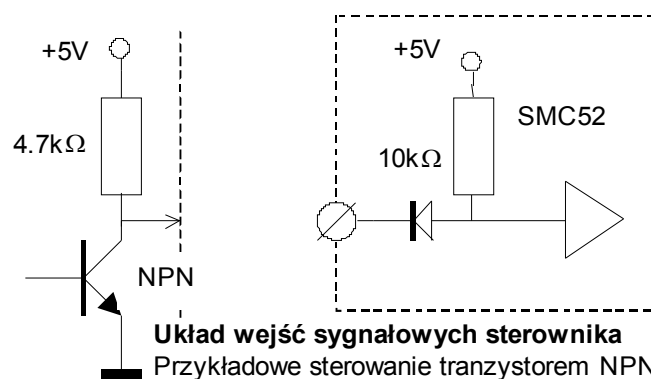 +5V
+5V
SMC52
4.7kΩ
10kΩ
NPN
Układ wejść sygnałowych sterownika
Przykładowe sterowanie tranzystorem NPN